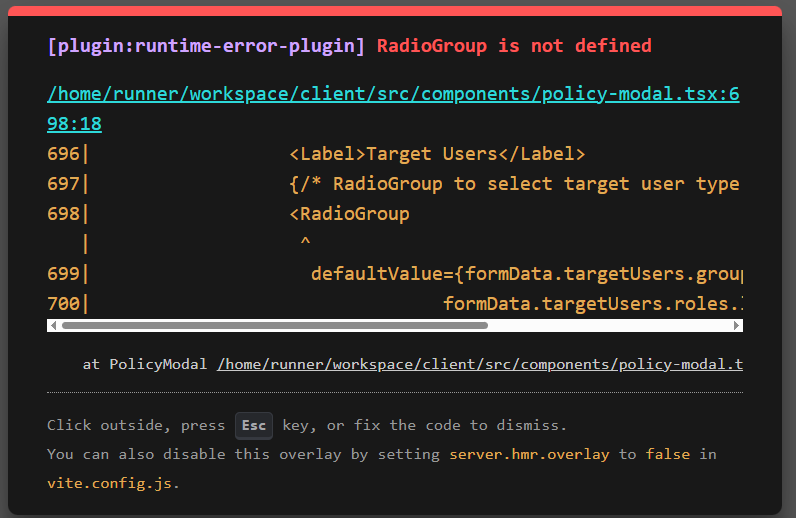 [plugin:runtime-error-plugin] RadioGroup is not defined
/home/runner/workspace/client/src/components/policy-modal.tsx:6
98:18
696|                  <Label>Target Users</Label>
697|                  {/* RadioGroup to select target user type
698|                  <RadioGroup
   |                   ^
699|                    defaultValue={formData.targetUsers.group
700|                                formData.targetUsers.roles.
at PolicyModal /home/runner/workspace/client/src/components/policy-modal.t
Click outside, press Esc key, or fix the code to dismiss.
You can also disable this overlay by setting server.hmr.overlay to false in
vite.config.js.